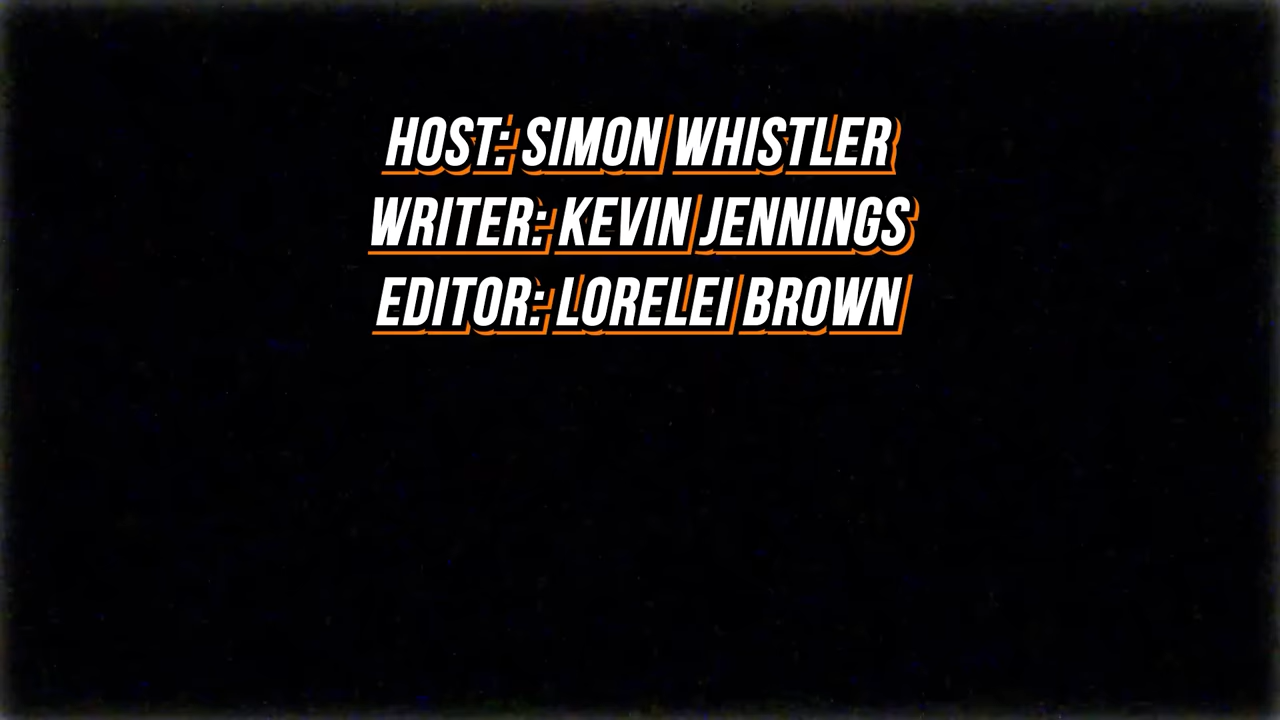 HOST: SIMON WHISTLER
WRITER: KEVIN JENNINGS
EDITOR: LORELEI BROWN